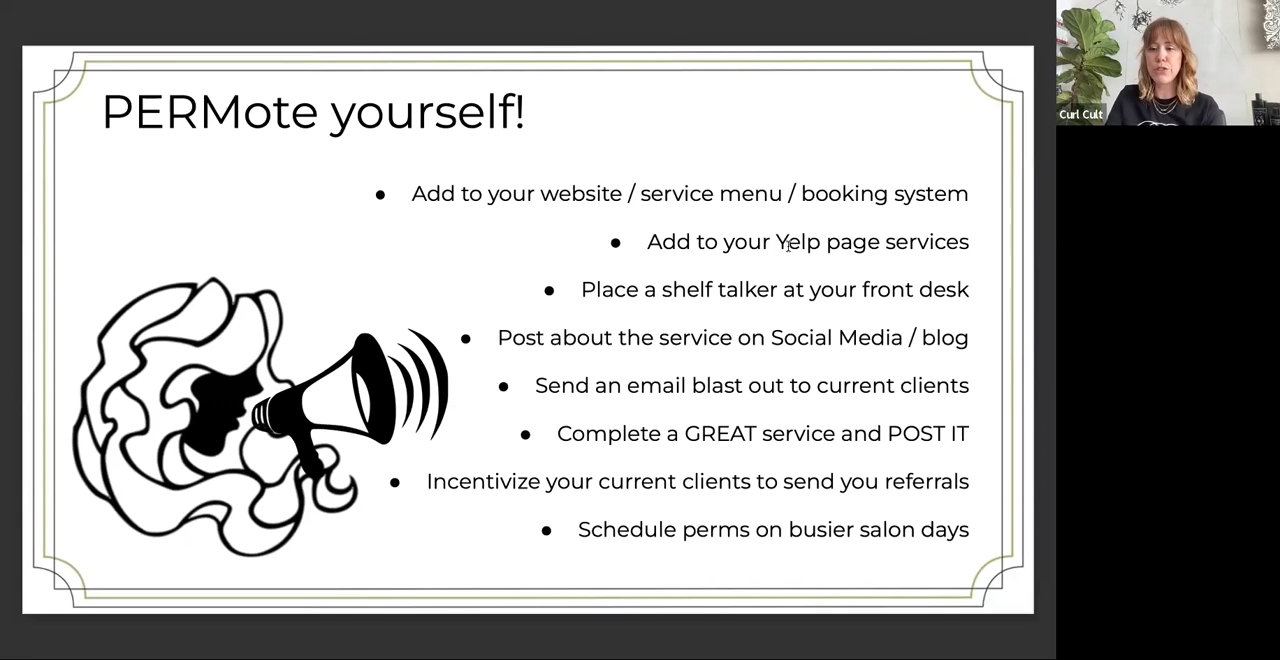 PERMote yourself!
● Add to your website / service menu / booking system
● Add to your Yelp page services
● Place a shelf talker at your front desk
● Post about the service on Social Media / blog
● Send an email blast out to current clients
● Complete a GREAT service and POST IT
● Incentivize your current clients to send you referrals
● Schedule perms on busier salon days
Curl Cult